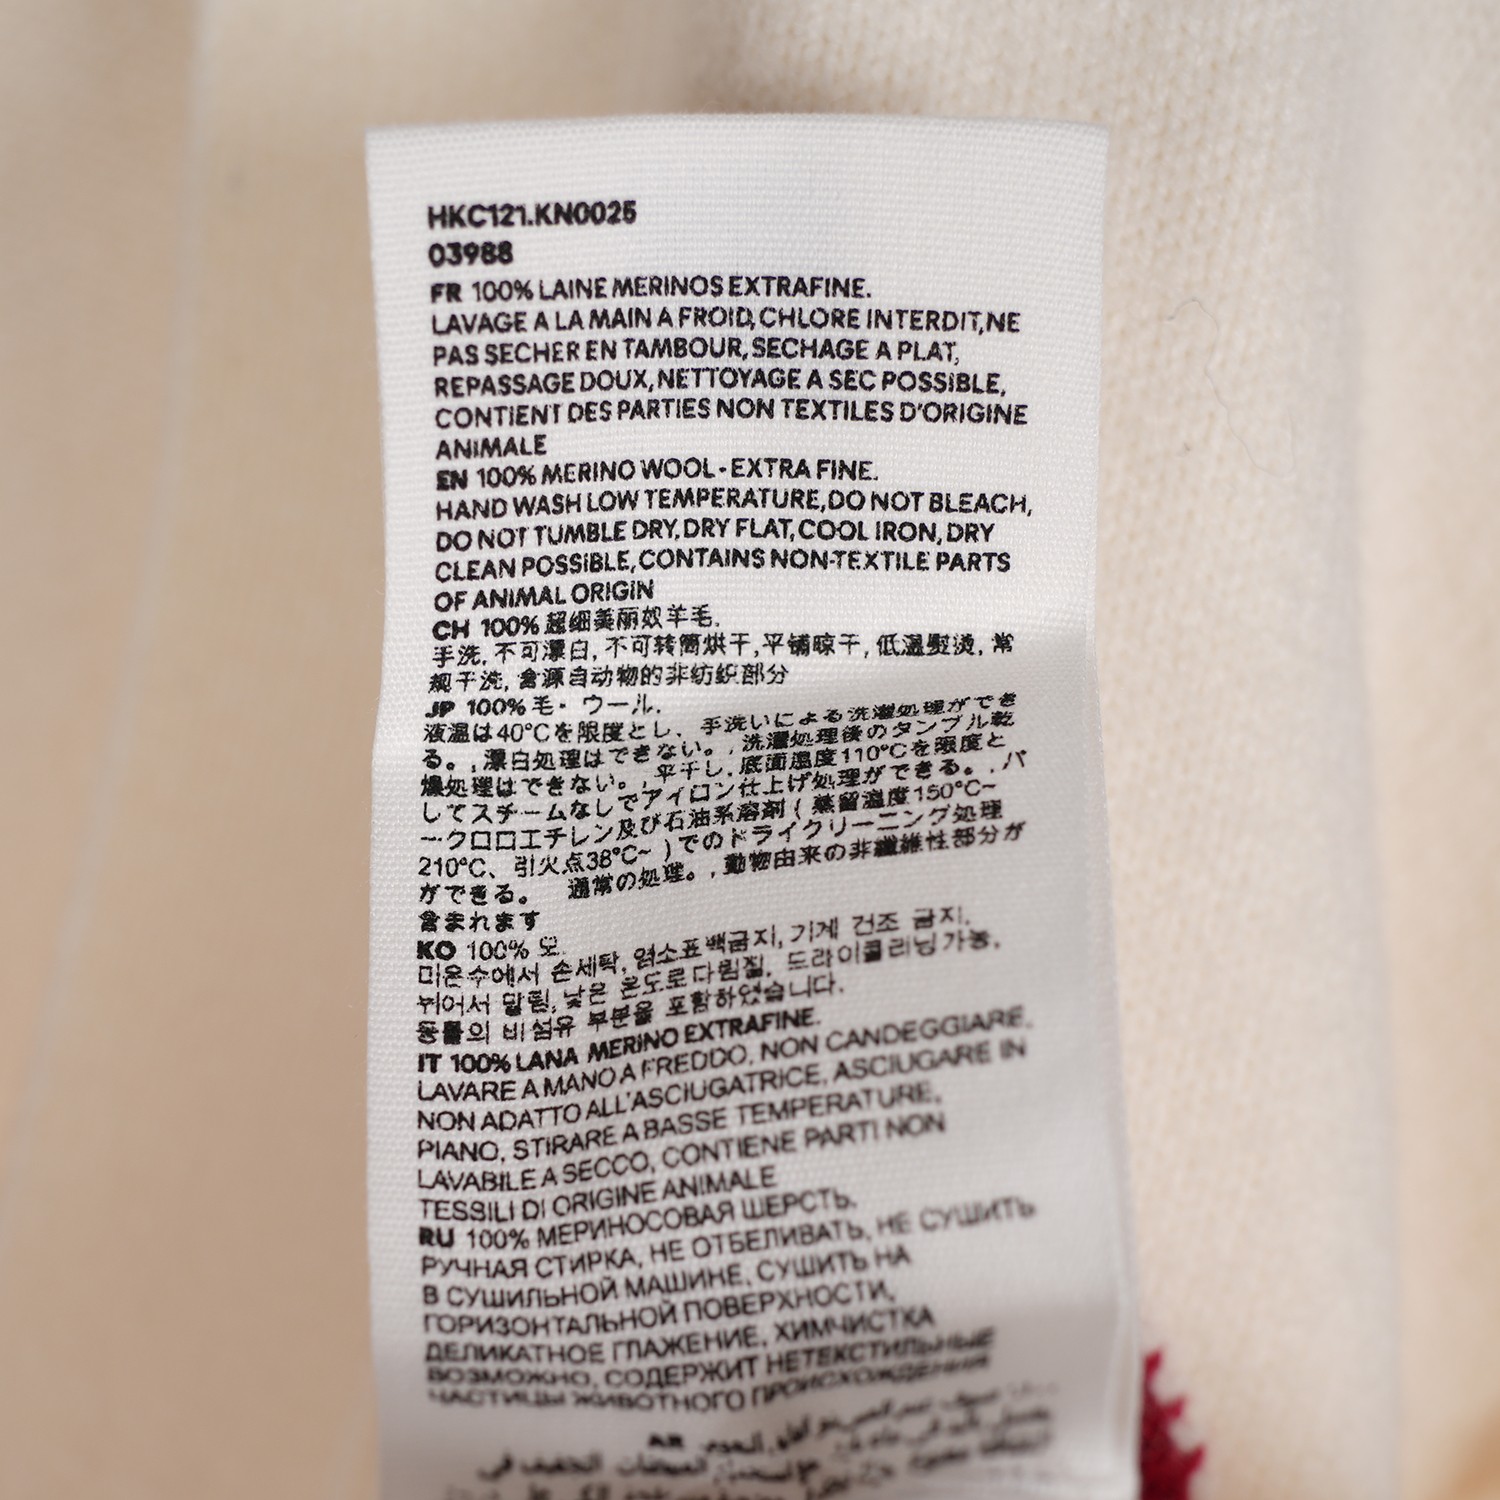 HKC121.KN0025
03988
FR 100% LAINE MERINOS EXTRAFINE.
LAVAGE A LA MAIN A FROID, CHLORE INTERDIT, NE
PAS SECHER EN TAMBOUR, SECHAGE A PLAT,
REPASSAGE DOUX, NETTOYAGE A SEC POSSIBLE,
CONTIENT DES PARTIES NON TEXTILES D'ORIGINE
ANIMALE
EN 100% MERINO WOOL - EXTRA FINE.
HAND WASH LOW TEMPERATURE, DO NOT BLEACH,
DO NOT TUMBLE DRY, DRY FLAT, COOL IRON, DRY
CLEAN POSSIBLE, CONTAINS NON-TEXTILE PARTS
OF ANIMAL ORIGIN
CH 100% 超细美丽奴羊毛.
手洗, 不可漂白, 不可转筒烘干, 平铺晾干, 低温熨烫, 常
规干洗, 含源自动物的非纺织部分
JP 100% 毛・ウール.
液温は40°Cを限度とし、手洗いによる洗濯処理ができ
る。, 漂白処理はできない。, 洗濯処理後のタンブル乾
燥処理はできない。, 平干し, 底面温度110°Cを限度と
してスチームなしでアイロン仕上げ処理ができる。, パ
ークロロエチレン及び石油系溶剤 ( 蒸留温度150°C~
210°C、引火点38°C~ ) でのドライクリーニング処理
ができる。 通常の処理。, 動物由来の非繊維性部分が
含まれます
KO 100% 모.
미온수에서 손세탁, 염소표백금지, 기계 건조 금지.
뉘어서 말림, 낮은 온도로다림질, 드라이클리닝가능,
동물의 비섬유 부분을 포함하였습니다.
IT 100% LANA MERINO EXTRAFINE.
LAVARE A MANO A FREDDO, NON CANDEGGIARE,
NON ADATTO ALL'ASCIUGATRICE, ASCIUGARE IN
PIANO, STIRARE A BASSE TEMPERATURE,
LAVABILE A SECCO, CONTIENE PARTI NON
TESSILI DI ORIGINE ANIMALE
RU 100% МЕРИНОСОВАЯ ШЕРСТЬ.
РУЧНАЯ СТИРКА, НЕ ОТБЕЛИВАТЬ, НЕ СУШИТЬ
В СУШИЛЬНОЙ МАШИНЕ, СУШИТЬ НА
ГОРИЗОНТАЛЬНОЙ ПОВЕРХНОСТИ,
ДЕЛИКАТНОЕ ГЛАЖЕНИЕ, ХИМЧИСТКА
ВОЗМОЖНО, СОДЕРЖИТ НЕТЕКСТИЛЬНЫЕ
ЧАСТИЦЫ ЖИВОТНОГО ПРОИСХОЖДЕНИЯ
AR